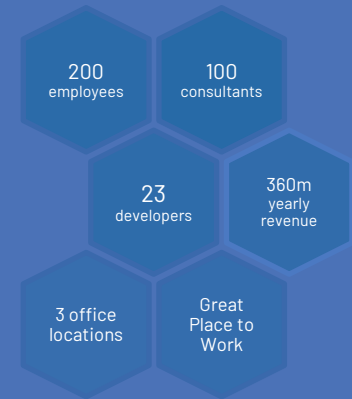 200
employees
100
consultants
23
developers
360m
yearly
revenue
3 office
locations
Great
Place to
Work